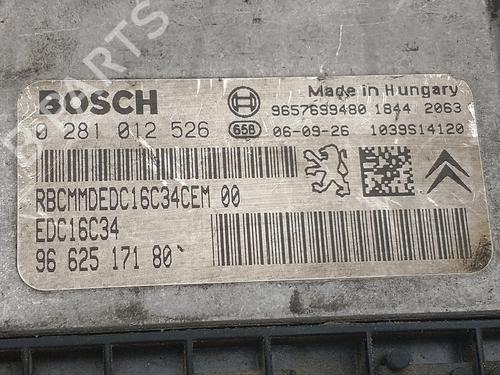 PARTS
BOSCH
Made in Hungary
9657699480 1844 2063
0 281 012 526
65B 06-09-26 1039S14120
RBCMMDEDC16C34CEM 00
EDC16C34
96 625 171 80